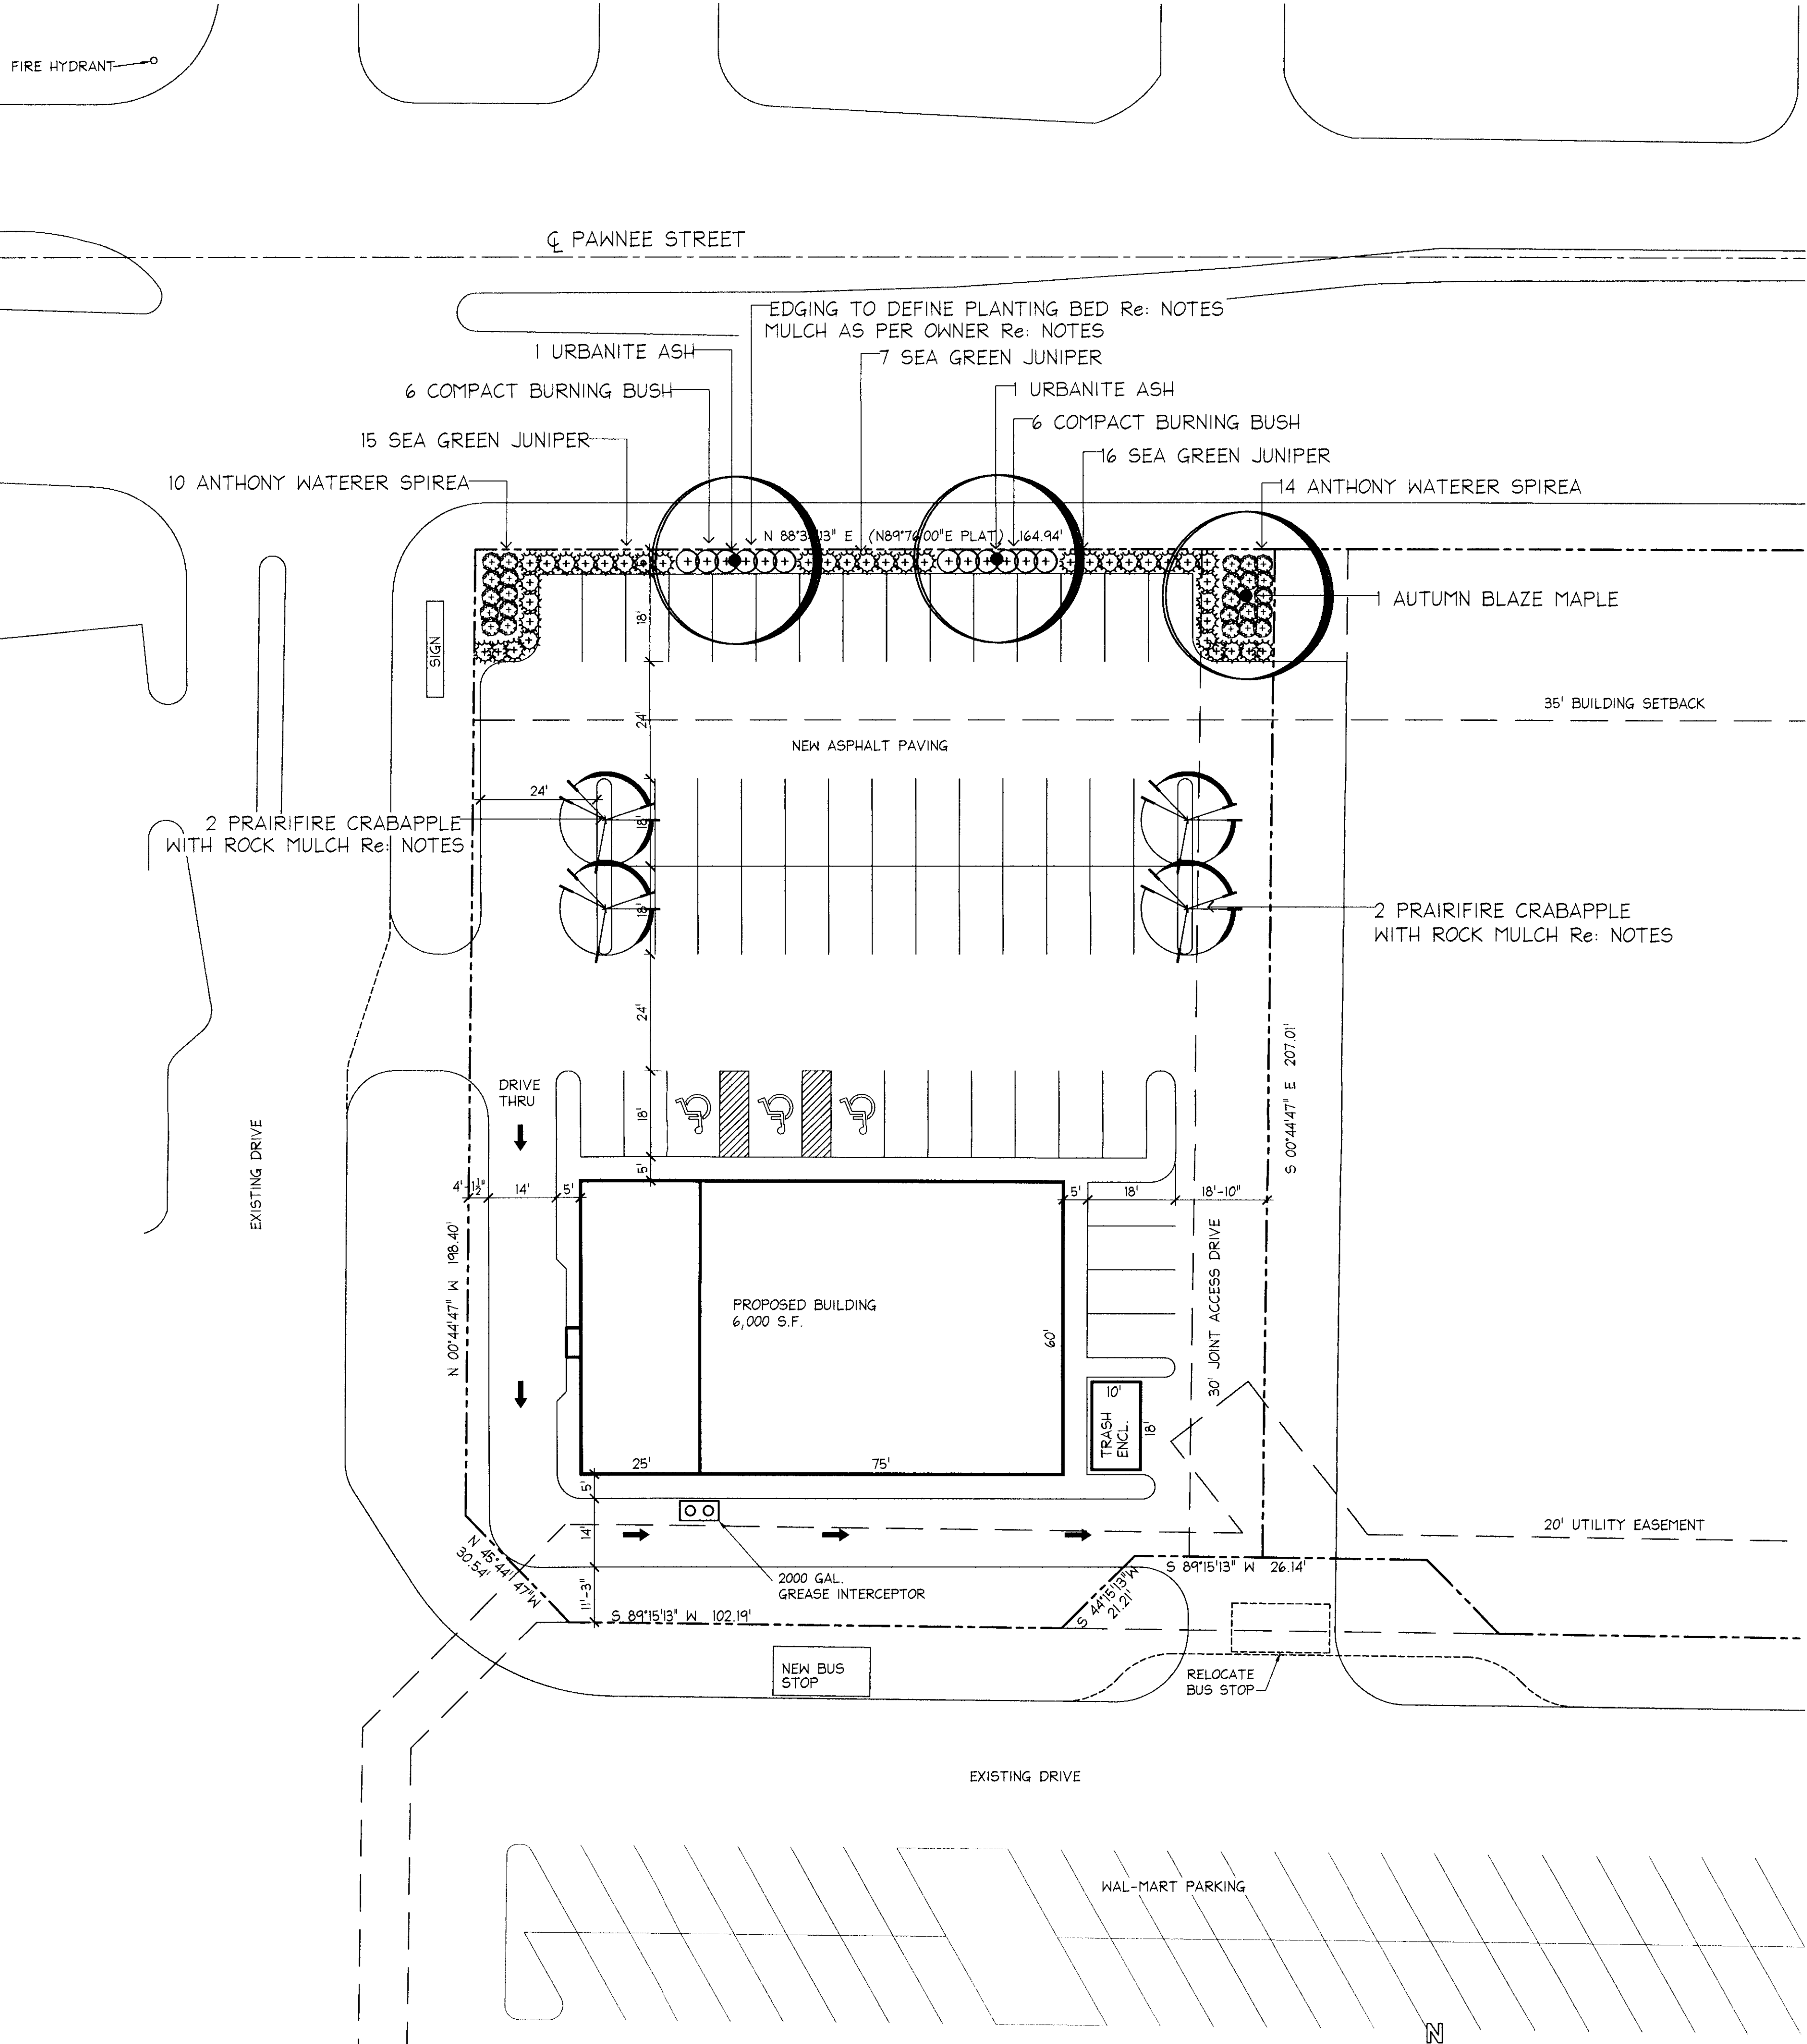 FIRE HYDRANT
℄ PAWNEE STREET
EDGING TO DEFINE PLANTING BED Re: NOTES
MULCH AS PER OWNER Re: NOTES
1 URBANITE ASH
7 SEA GREEN JUNIPER
6 COMPACT BURNING BUSH
1 URBANITE ASH
6 COMPACT BURNING BUSH
15 SEA GREEN JUNIPER
16 SEA GREEN JUNIPER
10 ANTHONY WATERER SPIREA
14 ANTHONY WATERER SPIREA
(N89°76'00"E PLAT) 164.94'
1 AUTUMN BLAZE MAPLE
18'
SIGN
35' BUILDING SETBACK
24'
NEW ASPHALT PAVING
24'
2 PRAIRIFIRE CRABAPPLE
WITH ROCK MULCH Re: NOTES
18'
18'
2 PRAIRIFIRE CRABAPPLE
WITH ROCK MULCH Re: NOTES
24'
S 00°44'47" E 207.01'
DRIVE
THRU
18'
EXISTING DRIVE
5'
4'-1½"
14'
5'
5'
18'
18'-10"
N 00°44'47" W 198.40'
30' JOINT ACCESS DRIVE
PROPOSED BUILDING
6,000 S.F.
60'
10'
TRASH
ENCL.
18'
25'
75'
5'
14'
20' UTILITY EASEMENT
N 45°44'47"W
30.54'
2000 GAL.
GREASE INTERCEPTOR
11'-3"
S 89°15'13" W 26.14'
S 44°15'13"W
21.21'
S 89°15'13" W 102.19'
NEW BUS
STOP
RELOCATE
BUS STOP
EXISTING DRIVE
WAL-MART PARKING
N